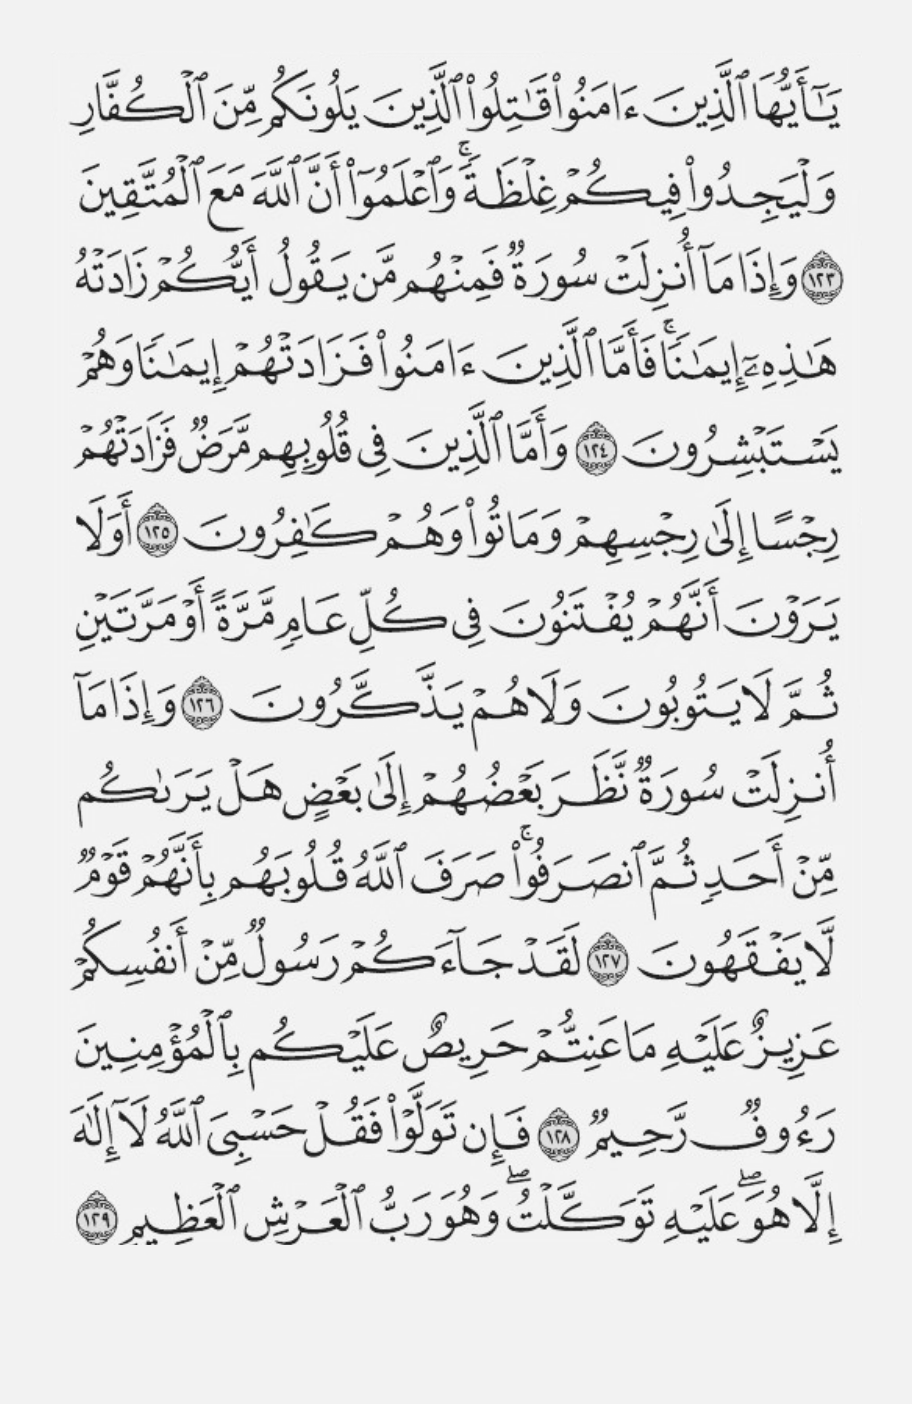 يَٰٓأَيُّهَا ٱلَّذِينَ ءَامَنُوا۟ قَٰتِلُوا۟ ٱلَّذِينَ يَلُونَكُم مِّنَ ٱلْكُفَّارِ
وَلْيَجِدُوا۟ فِيكُمْ غِلْظَةً ۚ وَٱعْلَمُوٓا۟ أَنَّ ٱللَّهَ مَعَ ٱلْمُتَّقِينَ
١٢٣ وَإِذَا مَآ أُنزِلَتْ سُورَةٌ فَمِنْهُم مَّن يَقُولُ أَيُّكُمْ زَادَتْهُ
هَٰذِهِۦٓ إِيمَٰنًا ۚ فَأَمَّا ٱلَّذِينَ ءَامَنُوا۟ فَزَادَتْهُمْ إِيمَٰنًا وَهُمْ
يَسْتَبْشِرُونَ ١٢٤ وَأَمَّا ٱلَّذِينَ فِى قُلُوبِهِم مَّرَضٌ فَزَادَتْهُمْ
رِجْسًا إِلَىٰ رِجْسِهِمْ وَمَاتُوا۟ وَهُمْ كَٰفِرُونَ ١٢٥ أَوَلَا
يَرَوْنَ أَنَّهُمْ يُفْتَنُونَ فِى كُلِّ عَامٍ مَّرَّةً أَوْ مَرَّتَيْنِ
ثُمَّ لَا يَتُوبُونَ وَلَا هُمْ يَذَّكَّرُونَ ١٢٦ وَإِذَا مَآ
أُنزِلَتْ سُورَةٌ نَّظَرَ بَعْضُهُمْ إِلَىٰ بَعْضٍ هَلْ يَرَىٰكُم
مِّنْ أَحَدٍ ثُمَّ ٱنصَرَفُوا۟ ۚ صَرَفَ ٱللَّهُ قُلُوبَهُم بِأَنَّهُمْ قَوْمٌ
لَّا يَفْقَهُونَ ١٢٧ لَقَدْ جَآءَكُمْ رَسُولٌ مِّنْ أَنفُسِكُمْ
عَزِيزٌ عَلَيْهِ مَا عَنِتُّمْ حَرِيصٌ عَلَيْكُم بِٱلْمُؤْمِنِينَ
رَءُوفٌ رَّحِيمٌ ١٢٨ فَإِن تَوَلَّوْا۟ فَقُلْ حَسْبِىَ ٱللَّهُ لَآ إِلَٰهَ
إِلَّا هُوَ ۖ عَلَيْهِ تَوَكَّلْتُ ۖ وَهُوَ رَبُّ ٱلْعَرْشِ ٱلْعَظِيمِ ١٢٩